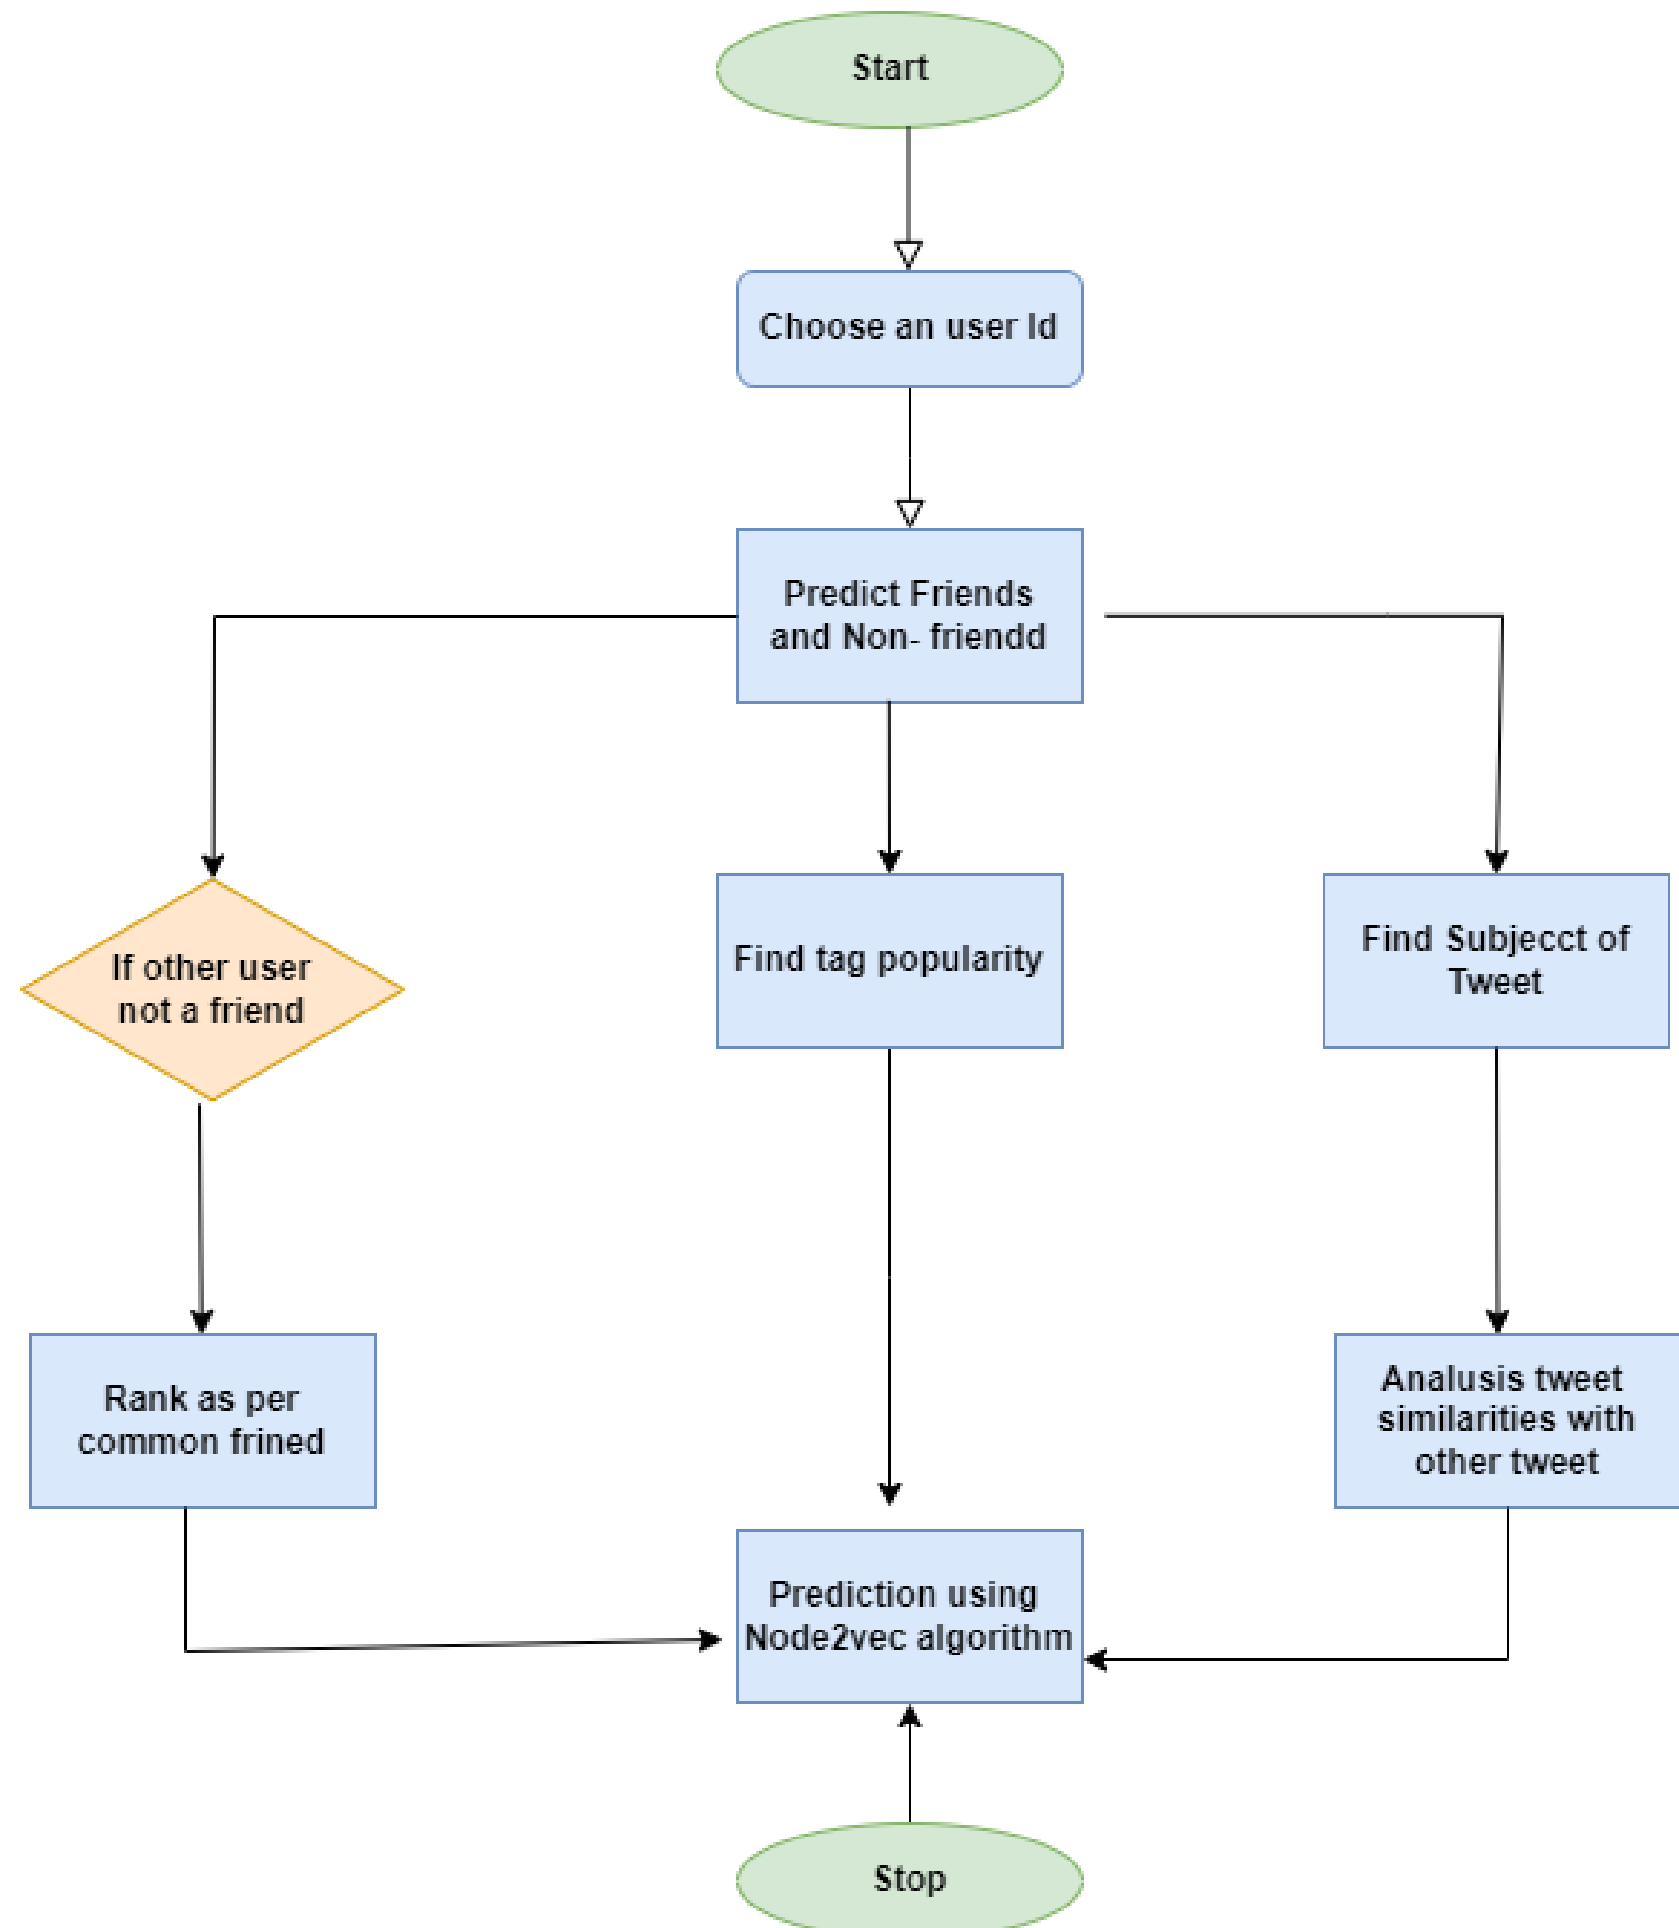 Start
Choose an user Id
Predict Friends
and Non- friendd
If other user
not a friend
Find tag popularity
Find Subjecct of
Tweet
Rank as per
common frined
Analusis tweet
similarities with
other tweet
Prediction using
Node2vec algorithm
Stop